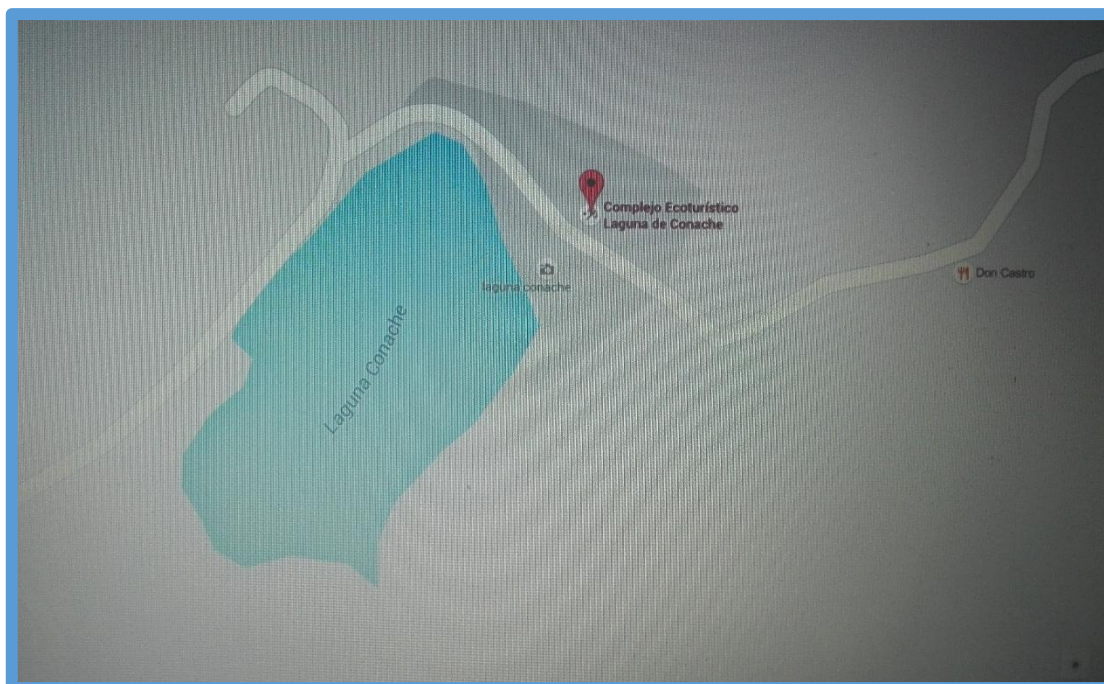 Complejo Ecoturístico
Laguna de Conache
Don Castro
laguna conache
Laguna Conache